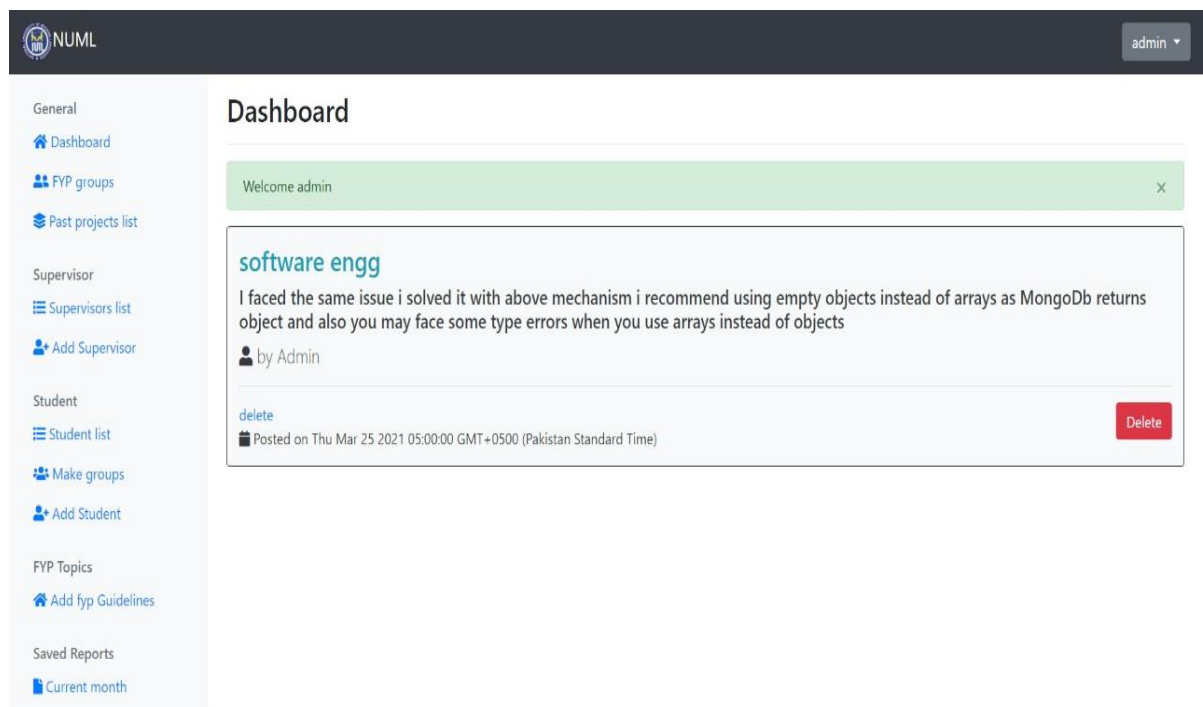 NUML
admin
General
Dashboard
FYP groups
Past projects list
Supervisor
Supervisors list
Add Supervisor
Student
Student list
Make groups
Add Student
FYP Topics
Add fyp Guidelines
Saved Reports
Current month
Dashboard
Welcome admin
x
software engg
I faced the same issue i solved it with above mechanism i recommend using empty objects instead of arrays as MongoDb returns
object and also you may face some type errors when you use arrays instead of objects
by Admin
delete
Posted on Thu Mar 25 2021 05:00:00 GMT+0500 (Pakistan Standard Time)
Delete